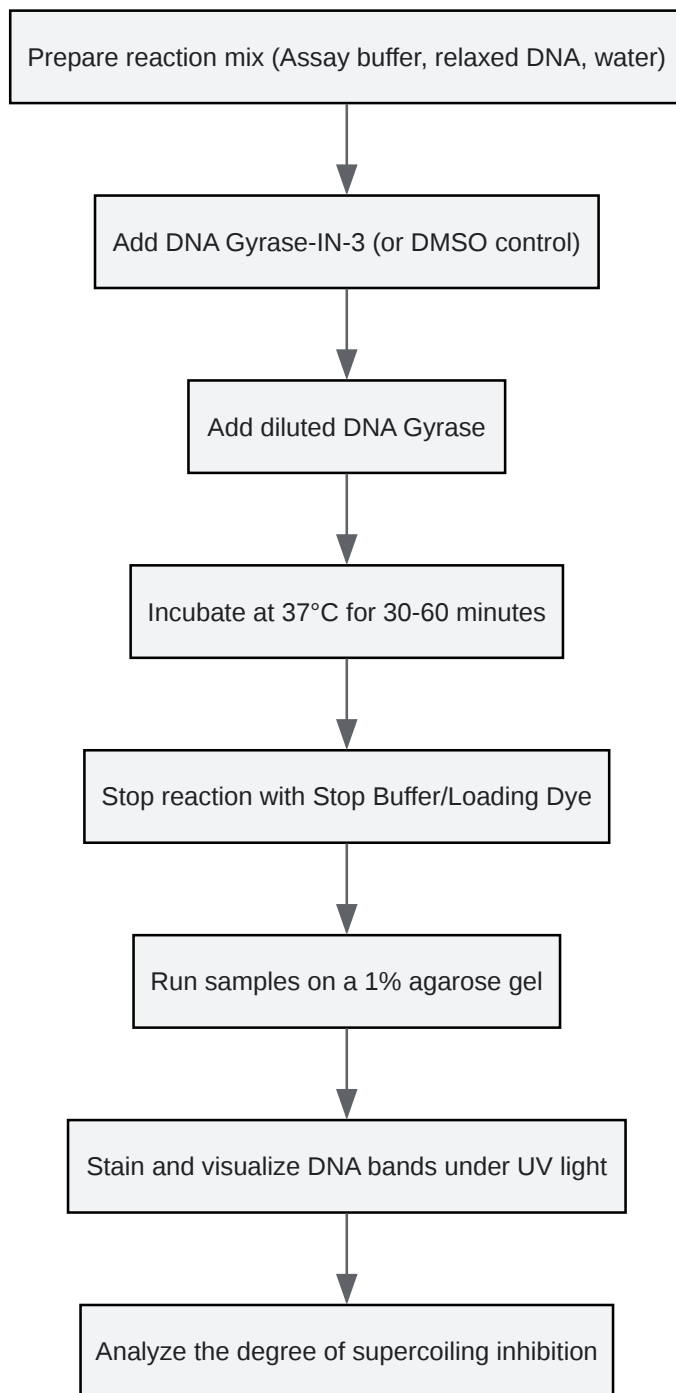 Prepare reaction mix (Assay buffer, relaxed DNA, water)
Add DNA Gyrase-IN-3 (or DMSO control)
Add diluted DNA Gyrase
Incubate at 37°C for 30-60 minutes
Stop reaction with Stop Buffer/Loading Dye
Run samples on a 1% agarose gel
Stain and visualize DNA bands under UV light
Analyze the degree of supercoiling inhibition